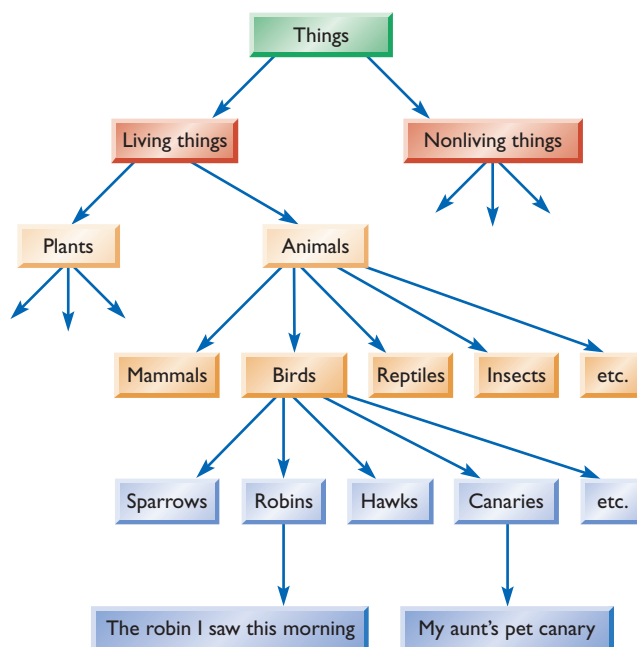 Things
Living things
Nonliving things
Plants
Animals
Mammals
Birds
Reptiles
Insects
etc.
Sparrows
Robins
Hawks
Canaries
etc.
The robin I saw this morning
My aunt's pet canary